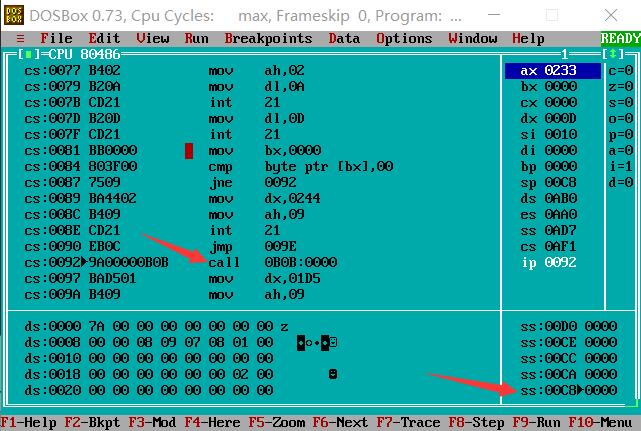 DOSBox 0.73, Cpu Cycles: max, Frameskip 0, Program: ...
≡ File Edit View Run Breakpoints Data Options Window Help READY
[■]=CPU 80486 1 [↕]
cs:0077 B402 mov ah,02 ax 0233 c=0
cs:0079 B20A mov dl,0A bx 0000 z=0
cs:007B CD21 int 21 cx 0000 s=0
cs:007D B20D mov dl,0D dx 000D o=0
cs:007F CD21 int 21 si 0010 p=0
cs:0081 BB0000 mov bx,0000 di 0000 a=0
cs:0084 803F00 cmp byte ptr [bx],00 bp 0000 i=1
cs:0087 7509 jne 0092 sp 00C8 d=0
cs:0089 BA4402 mov dx,0244 ds 0AB0
cs:008C B409 mov ah,09 es 0AA0
cs:008E CD21 int 21 ss 0AD7
cs:0090 EB0C jmp 009E cs 0AF1
cs:0092►9A00000B0B call 0B0B:0000 ip 0092
cs:0097 BAD501 mov dx,01D5
cs:009A B409 mov ah,09
ds:0000 7A 00 00 00 00 00 00 00 z ss:00D0 0000
ds:0008 00 00 08 09 07 08 01 00 ss:00CE 0000
ds:0010 00 00 00 00 00 00 00 00 ss:00CC 0000
ds:0018 00 00 00 00 00 00 02 00 ss:00CA 0000
ds:0020 00 00 00 00 00 00 00 00 ss:00C8►0000
F1-Help F2-Bkpt F3-Mod F4-Here F5-Zoom F6-Next F7-Trace F8-Step F9-Run F10-Menu